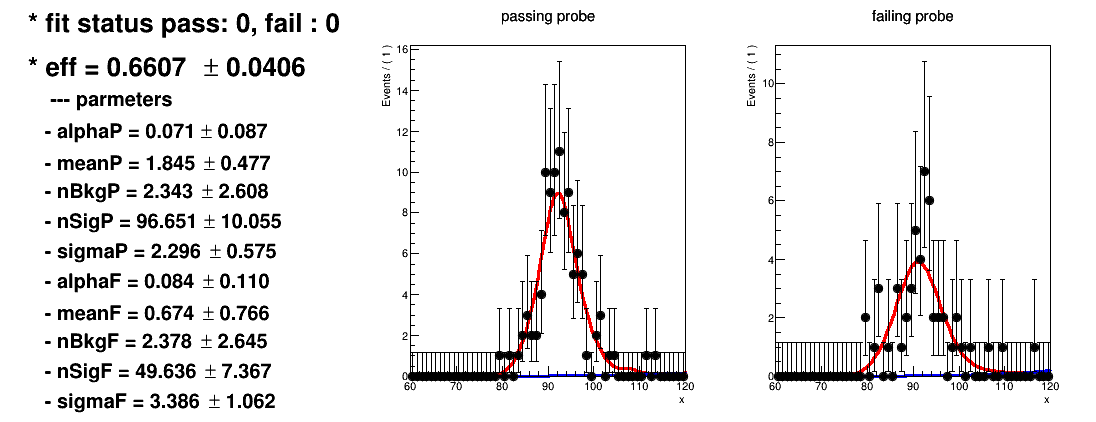 * fit status pass: 0, fail : 0
* eff = 0.6607 ± 0.0406
--- parmeters
- alphaP = 0.071 ± 0.087
- meanP = 1.845 ± 0.477
- nBkgP = 2.343 ± 2.608
- nSigP = 96.651 ± 10.055
- sigmaP = 2.296 ± 0.575
- alphaF = 0.084 ± 0.110
- meanF = 0.674 ± 0.766
- nBkgF = 2.378 ± 2.645
- nSigF = 49.636 ± 7.367
- sigmaF = 3.386 ± 1.062
passing probe
Events / ( 1 )
16
14
12
10
8
6
4
2
0
60 70 80 90 100 110 120
x
failing probe
Events / ( 1 )
10
8
6
4
2
0
60 70 80 90 100 110 120
x